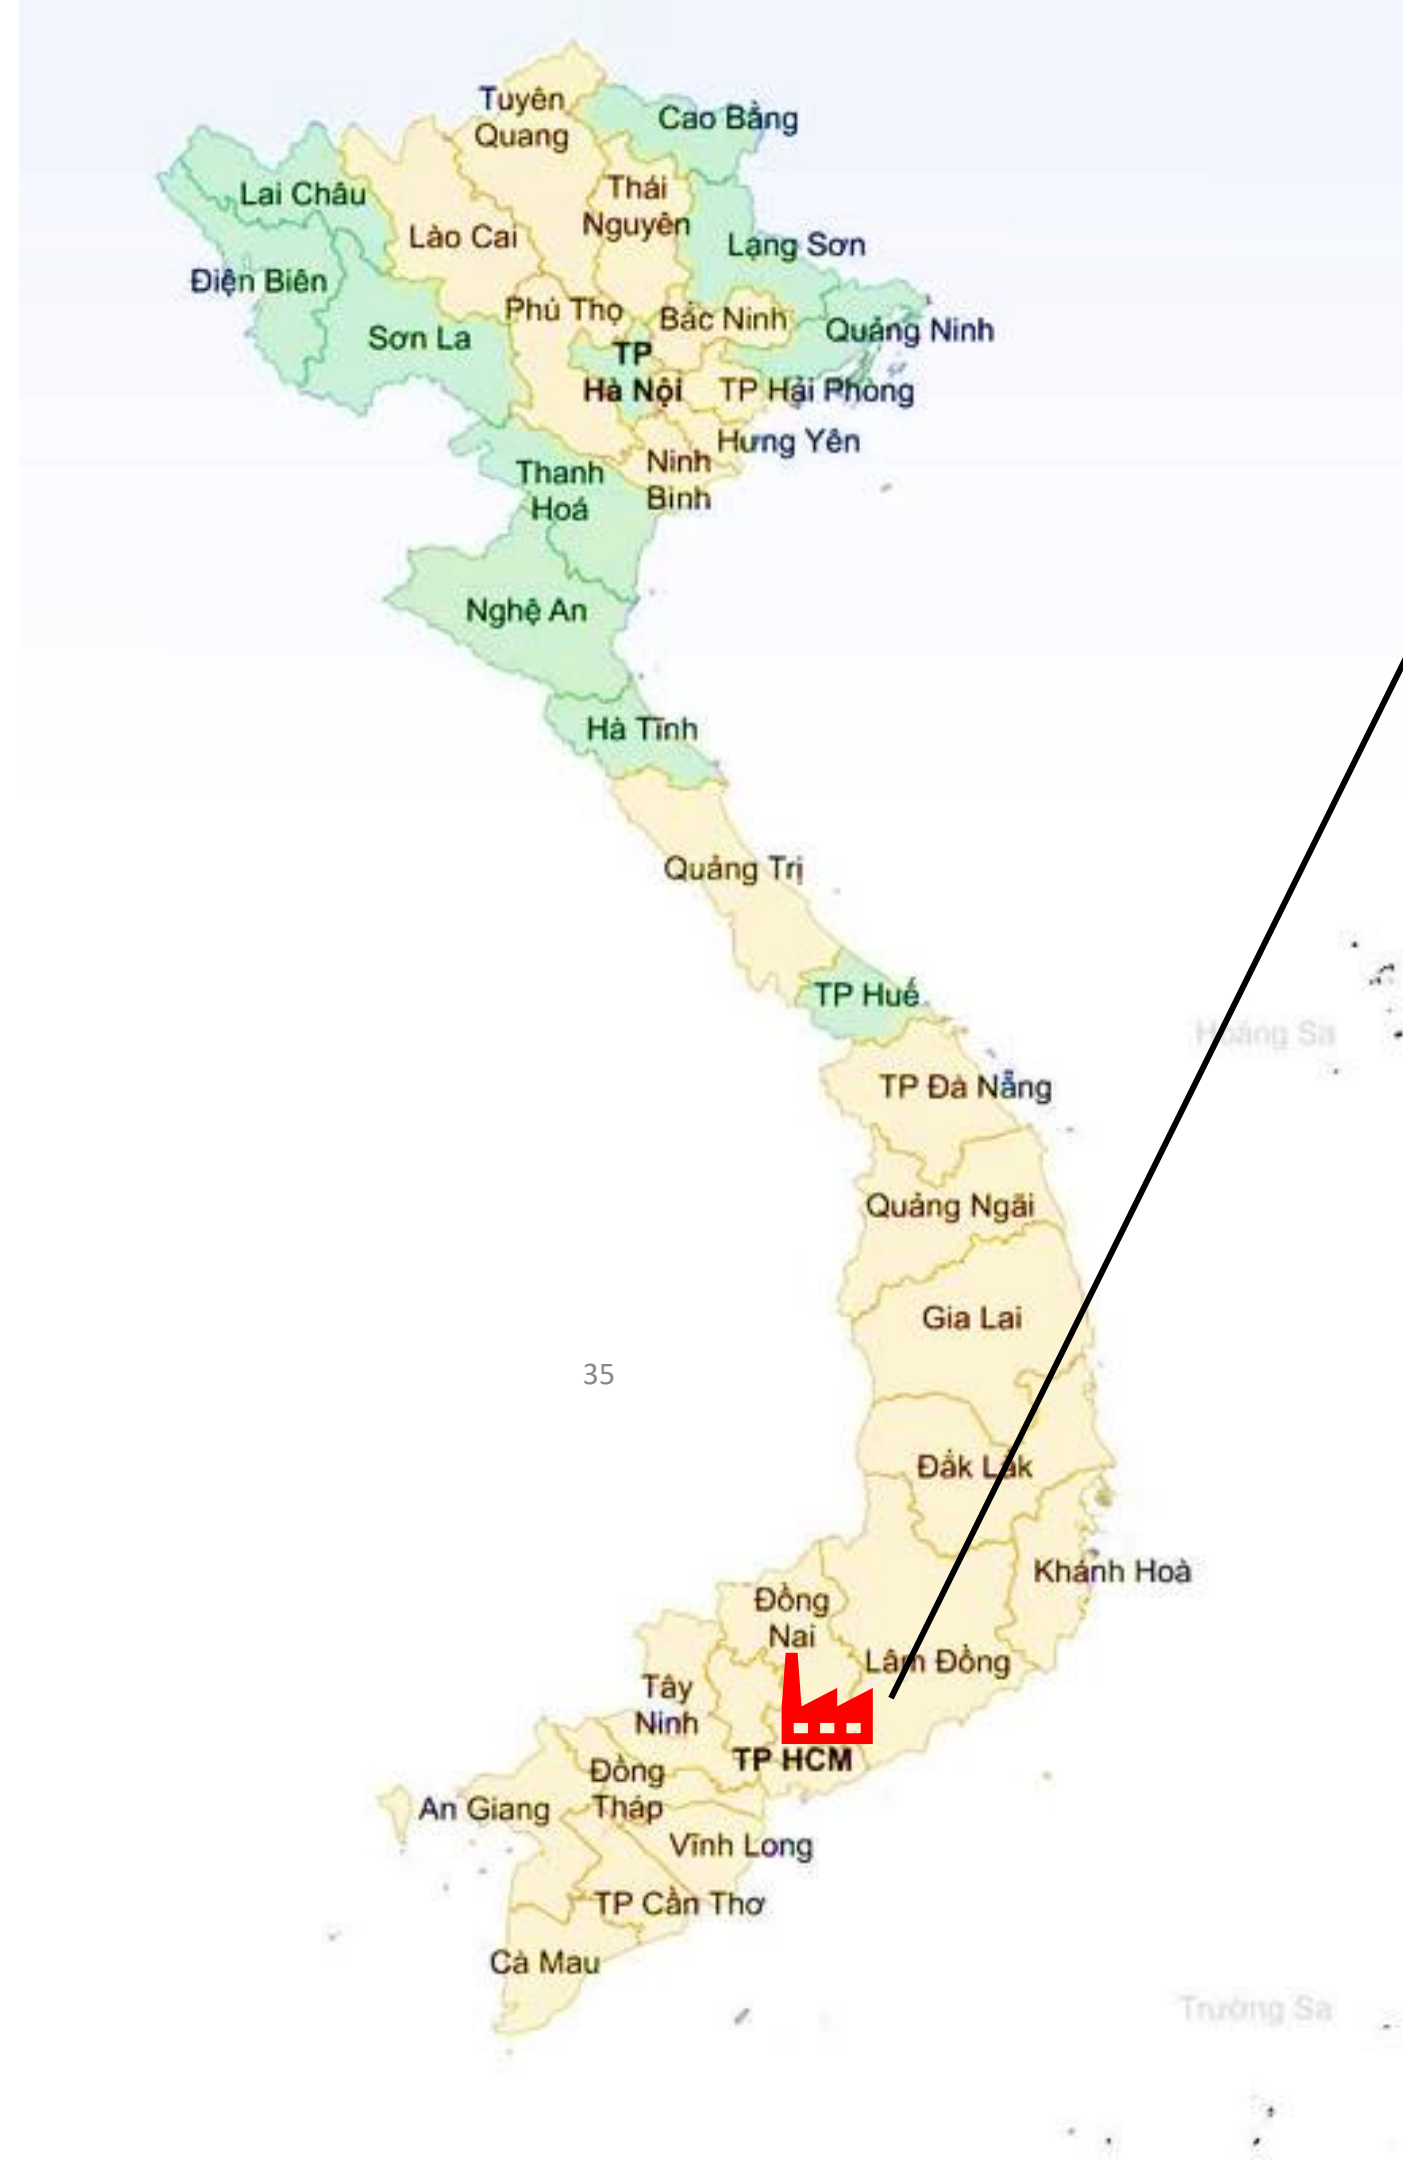 Tuyên
Quang
Cao Bằng
Lai Châu
Thái
Nguyên
Lào Cai
Lạng Sơn
Điện Biên
Phú Thọ
Bắc Ninh
Quảng Ninh
Sơn La
TP
Hà Nội
TP Hải Phòng
Hưng Yên
Ninh
Bình
Thanh
Hoá
Nghệ An
Hà Tĩnh
Quảng Trị
TP Huế
Hoàng Sa
TP Đà Nẵng
Quảng Ngãi
Gia Lai
35
Đắk Lắk
Khánh Hoà
Đồng
Nai
Lâm Đồng
Tây
Ninh
TP HCM
Đồng
Tháp
An Giang
Vĩnh Long
TP Cần Thơ
Cà Mau
Trường Sa